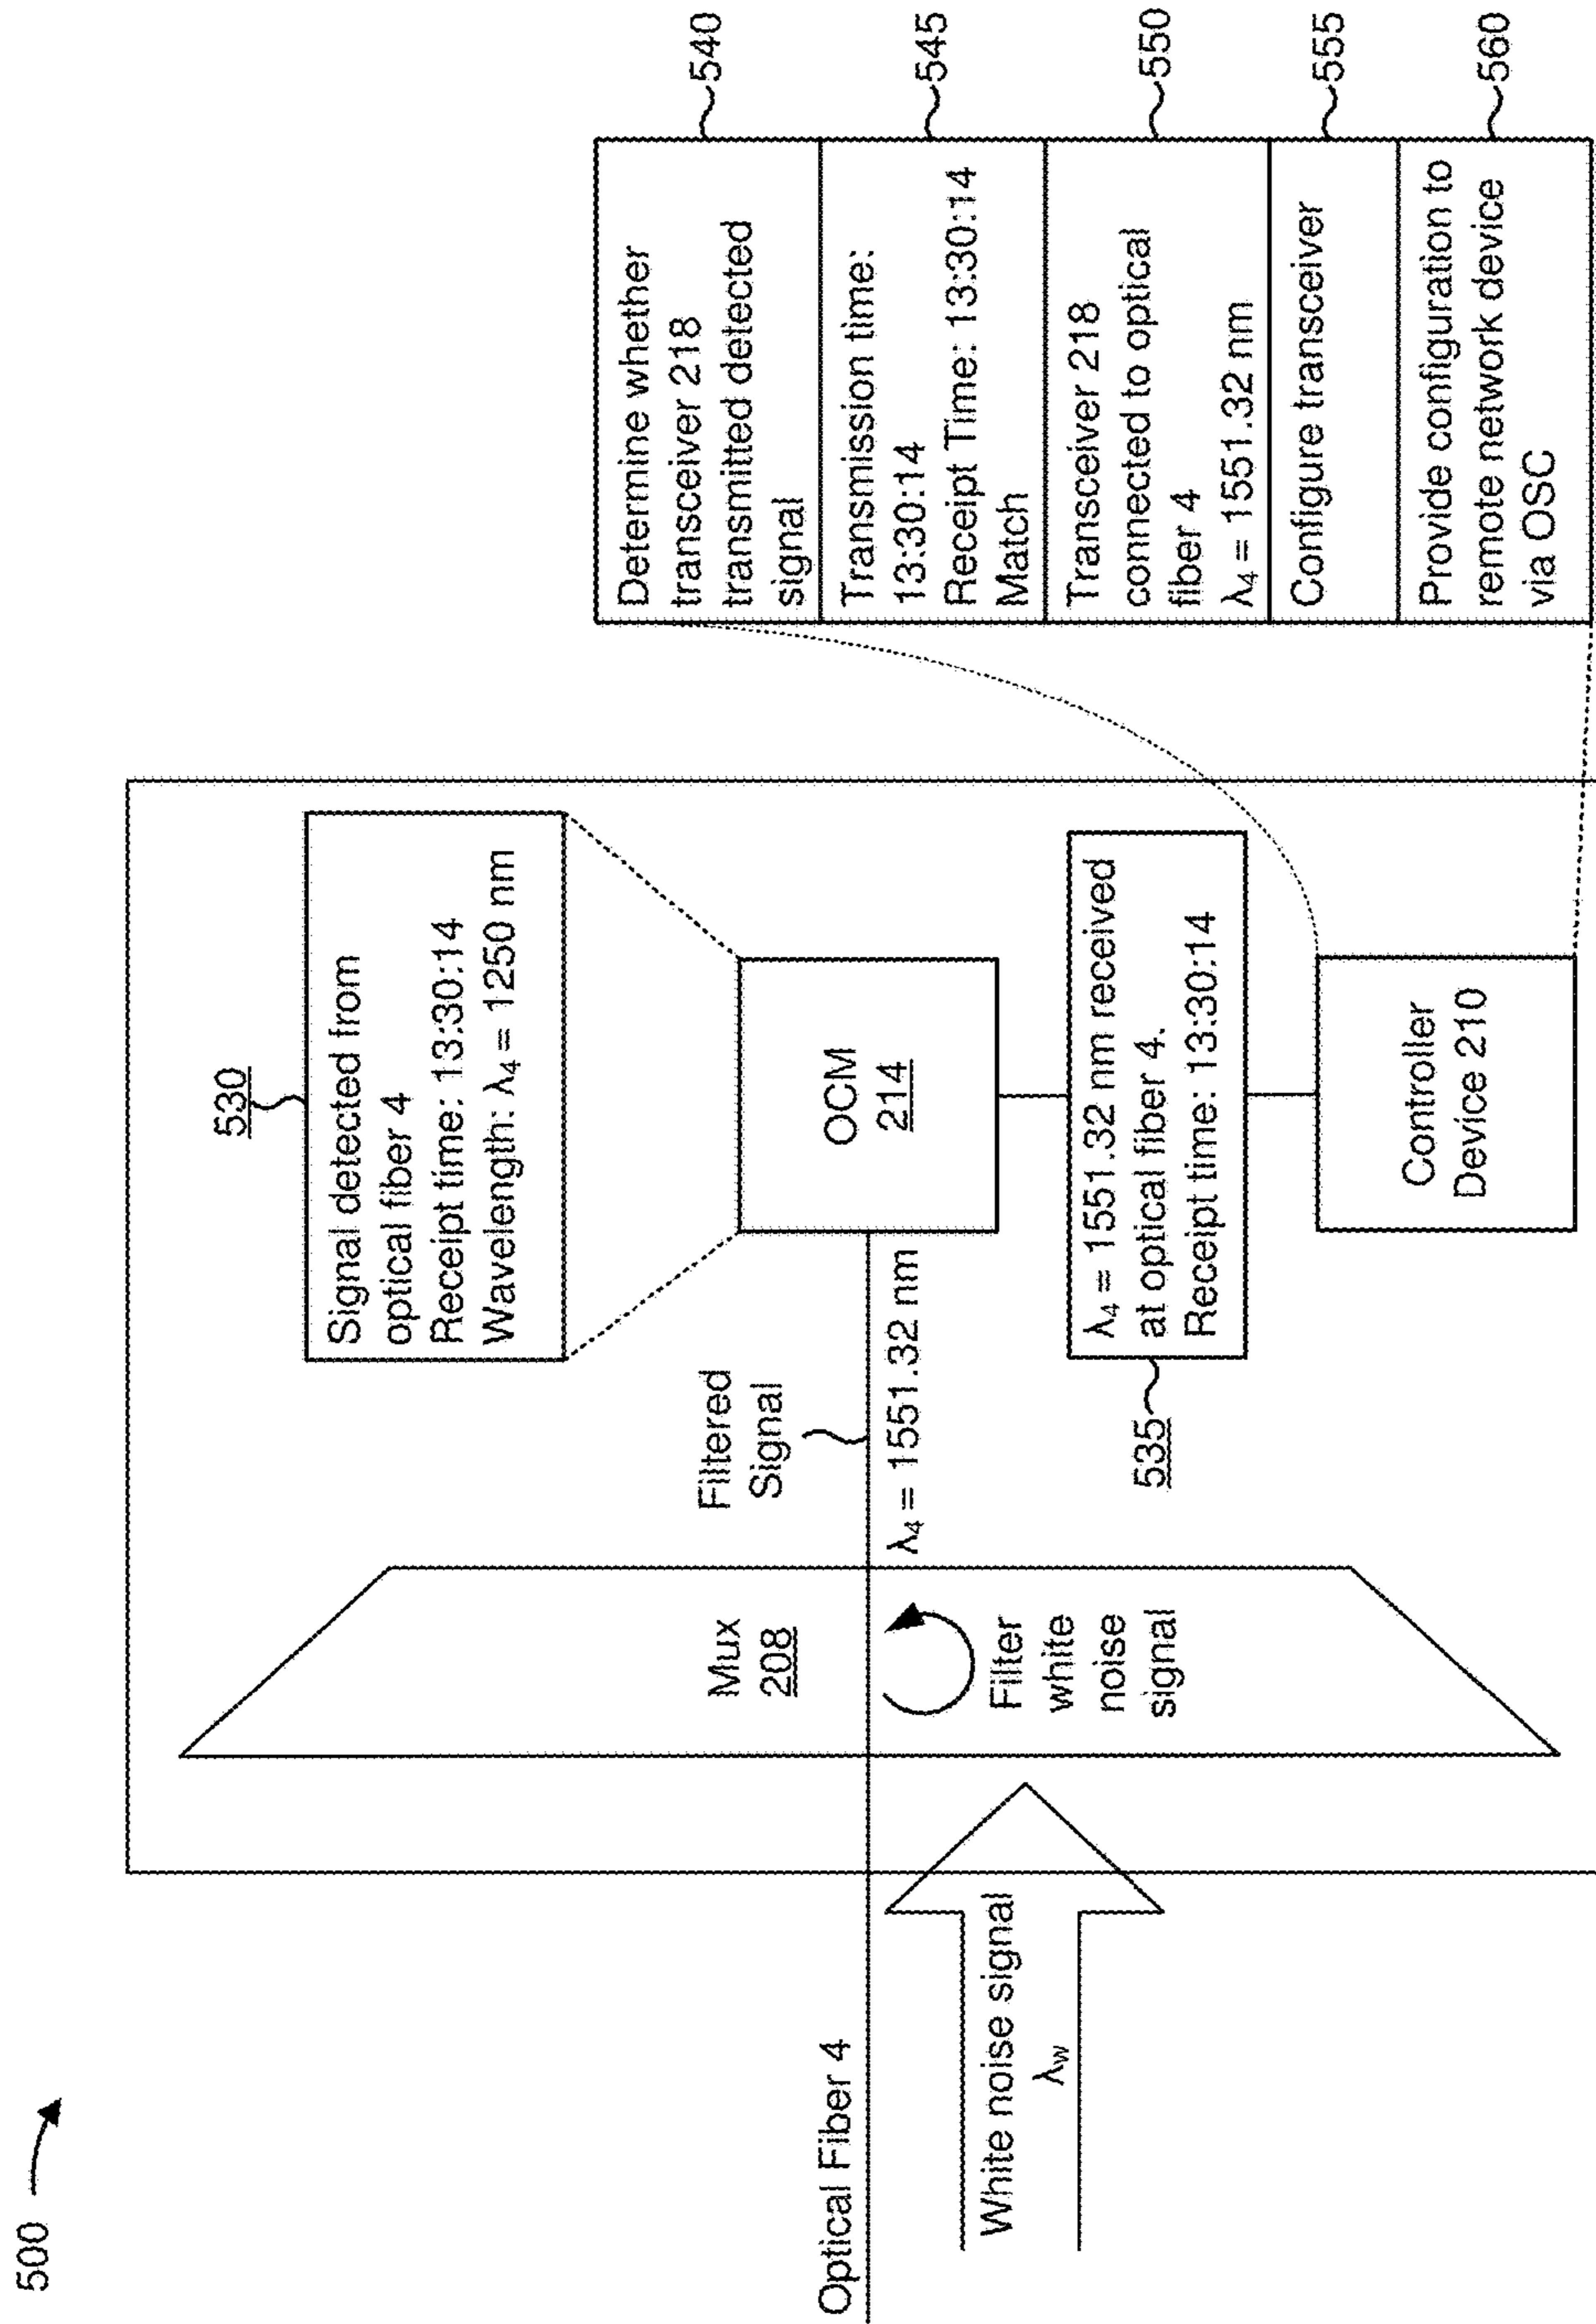 500
Optical Fiber 4
White noise signal
λw
Mux
208
Filter
white
noise
signal
Filtered
Signal
λ4 = 1551.32 nm
530
Signal detected from
optical fiber 4
Receipt time: 13:30:14
Wavelength: λ4 = 1250 nm
OCM
214
535
λ4 = 1551.32 nm received
at optical fiber 4.
Receipt time: 13:30:14
Controller
Device 210
Determine whether
transceiver 218
transmitted detected
signal
540
Transmission time:
13:30:14
Receipt Time: 13:30:14
Match
545
Transceiver 218
connected to optical
fiber 4
λ4 = 1551.32 nm
550
Configure transceiver
555
Provide configuration to
remote network device
via OSC
560